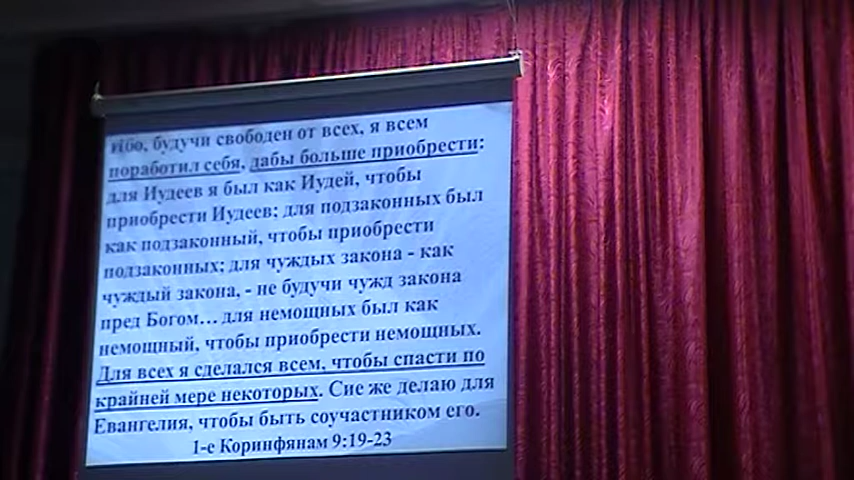 Ибо, будучи свободен от всех, я всем
поработил себя, дабы больше приобрести:
для Иудеев я был как Иудей, чтобы
приобрести Иудеев; для подзаконных был
как подзаконный, чтобы приобрести
подзаконных; для чуждых закона - как
чуждый закона, - не будучи чужд закона
пред Богом... для немощных был как
немощный, чтобы приобрести немощных.
Для всех я сделался всем, чтобы спасти по
крайней мере некоторых. Сие же делаю для
Евангелия, чтобы быть соучастником его.
1-е Коринфянам 9:19-23